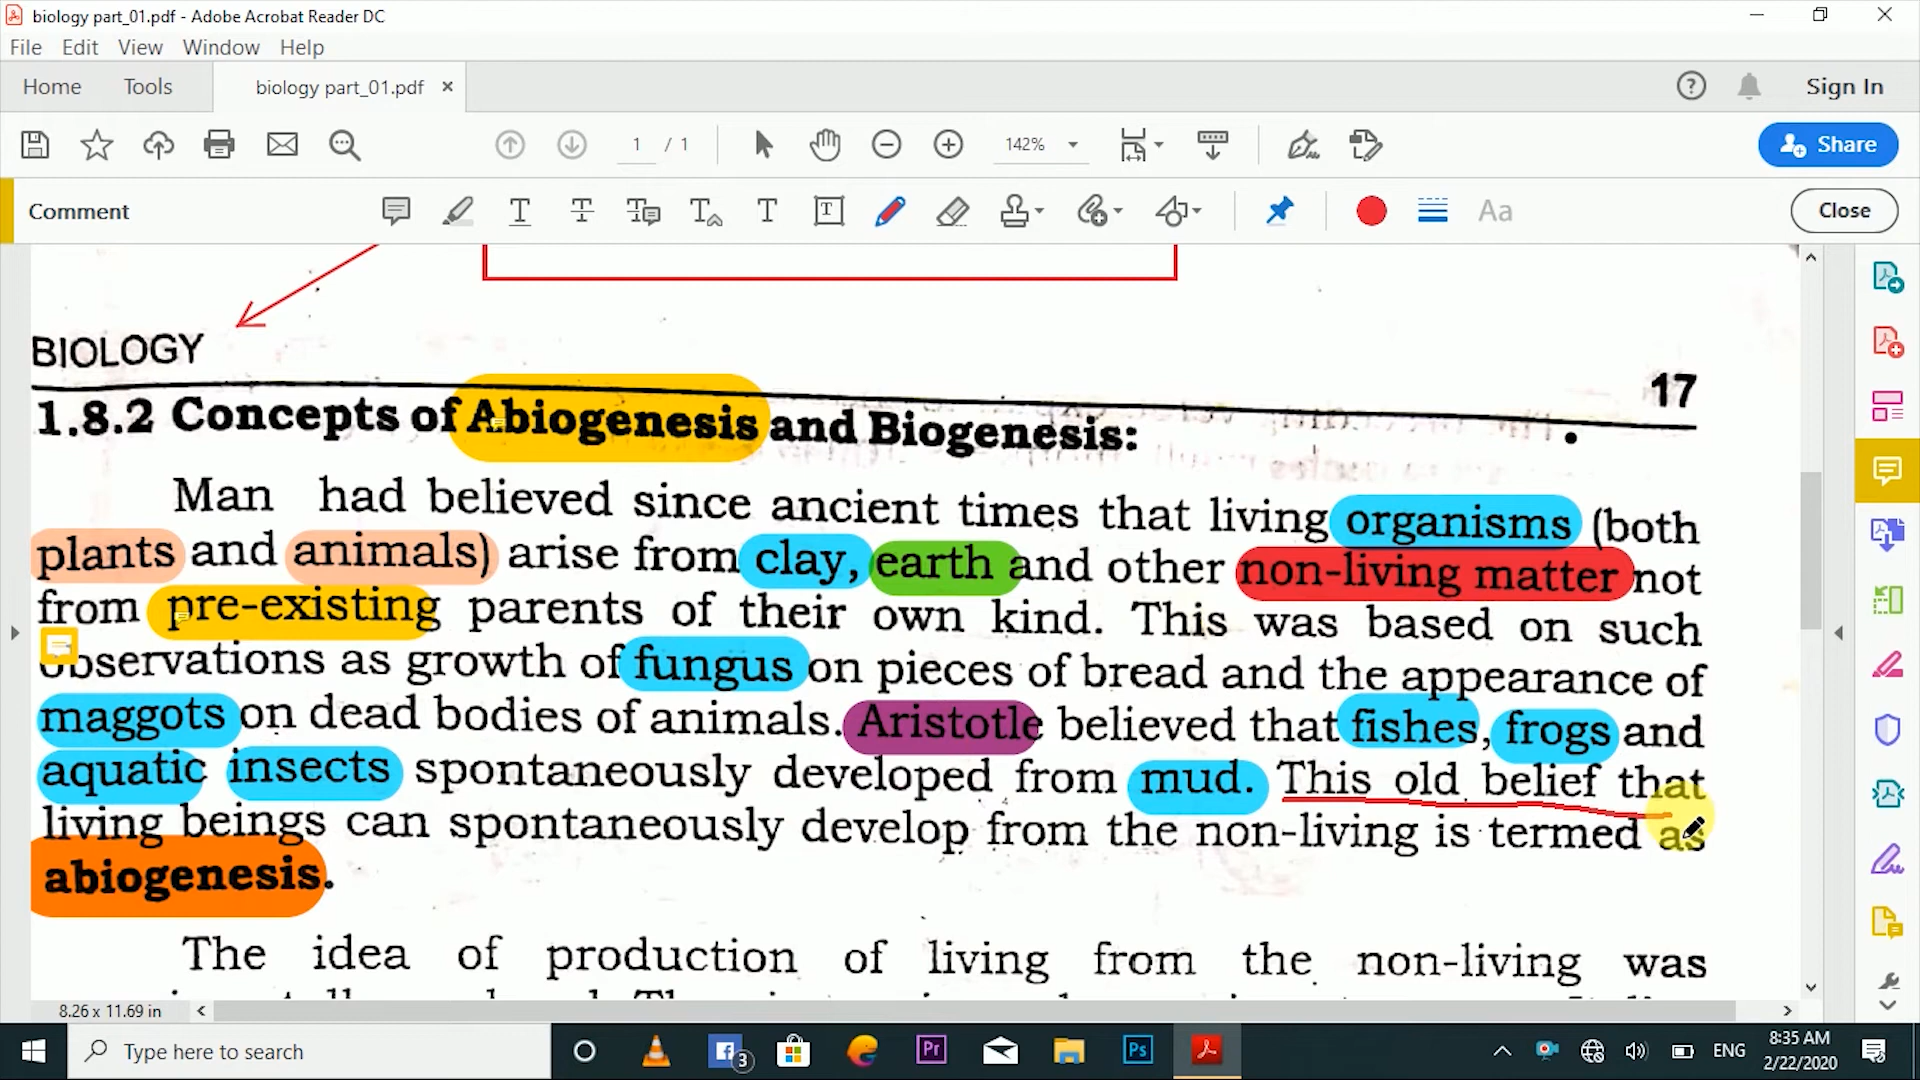 biology part_01.pdf - Adobe Acrobat Reader DC
File Edit View Window Help
Home Tools biology part_01.pdf × Sign In
1 / 1 142% Share
Comment Aa Close
BIOLOGY 17
1.8.2 Concepts of Abiogenesis and Biogenesis:
Man had believed since ancient times that living organisms (both
plants and animals) arise from clay, earth and other non-living matter not
from pre-existing parents of their own kind. This was based on such
observations as growth of fungus on pieces of bread and the appearance of
maggots on dead bodies of animals. Aristotle believed that fishes, frogs and
aquatic insects spontaneously developed from mud. This old belief that
living beings can spontaneously develop from the non-living is termed as
abiogenesis.
The idea of production of living from the non-living was
8.26 x 11.69 in
Type here to search 3 Pr Ps ENG 8:35 AM
2/22/2020